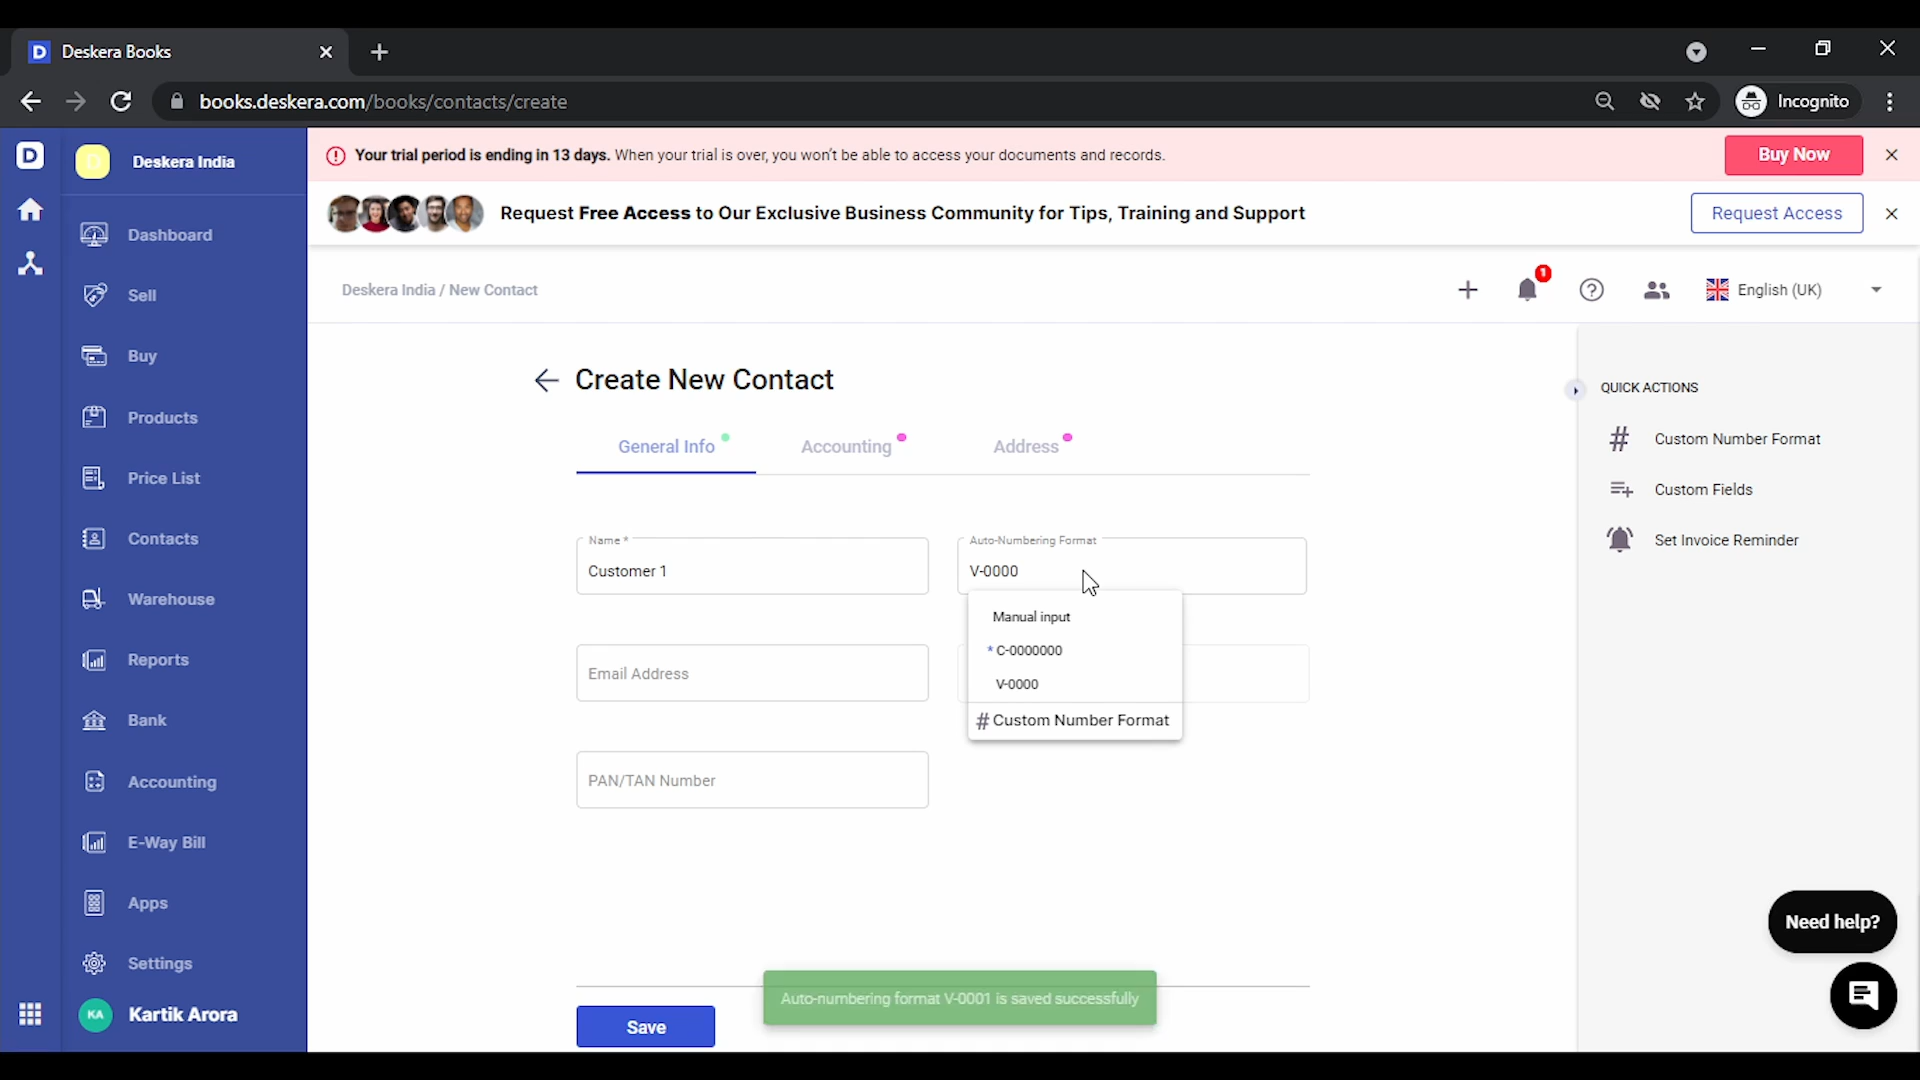 Deskera Books
books.deskera.com/books/contacts/create
Incognito
Deskera India
Your trial period is ending in 13 days. When your trial is over, you won't be able to access your documents and records.
Buy Now
Request Free Access to Our Exclusive Business Community for Tips, Training and Support
Request Access
Dashboard
Sell
Buy
Products
Price List
Contacts
Warehouse
Reports
Bank
Accounting
E-Way Bill
Apps
Settings
KA Kartik Arora
Deskera India / New Contact
1
English (UK)
Create New Contact
General Info
Accounting
Address
Name *
Customer 1
Auto-Numbering Format
V-0000
Manual input
* C-0000000
V-0000
# Custom Number Format
Email Address
PAN/TAN Number
Auto-numbering format V-0001 is saved successfully
Save
QUICK ACTIONS
# Custom Number Format
Custom Fields
Set Invoice Reminder
Need help?